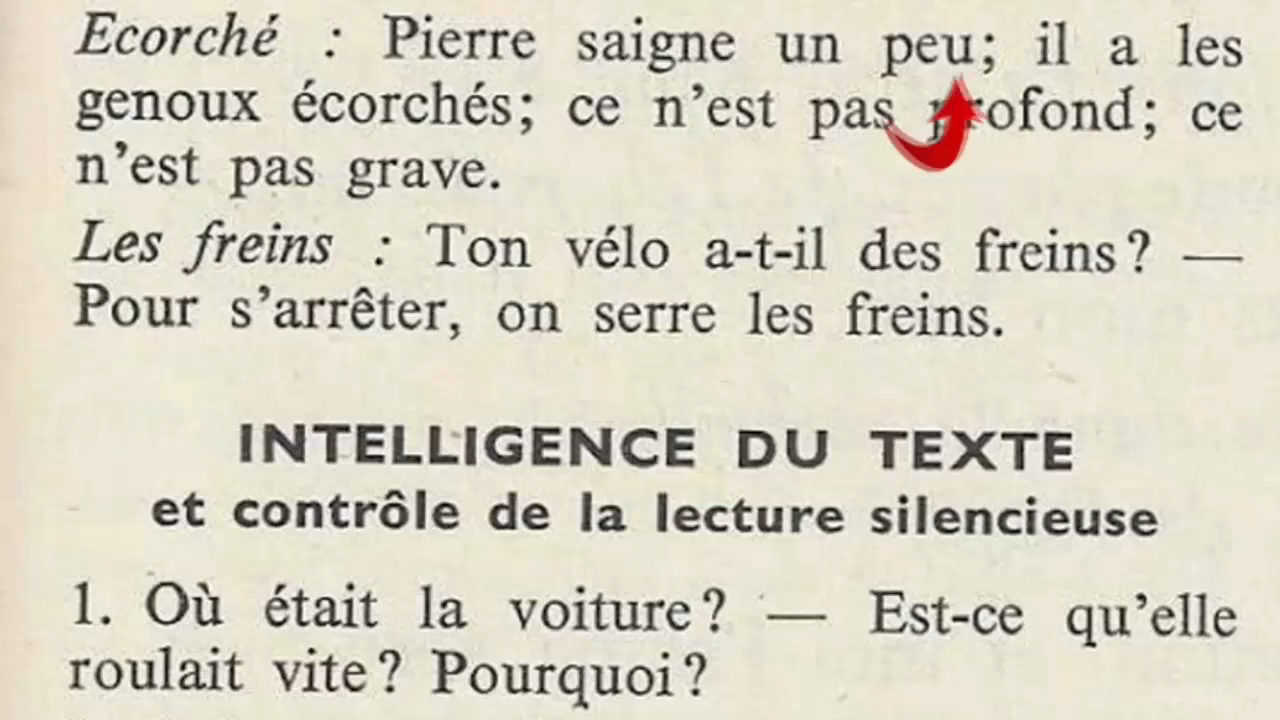 Ecorché : Pierre saigne un peu; il a les
genoux écorchés; ce n'est pas profond; ce
n'est pas grave.
Les freins : Ton vélo a-t-il des freins? —
Pour s'arrêter, on serre les freins.
INTELLIGENCE DU TEXTE
et contrôle de la lecture silencieuse
1. Où était la voiture? — Est-ce qu'elle
roulait vite? Pourquoi?